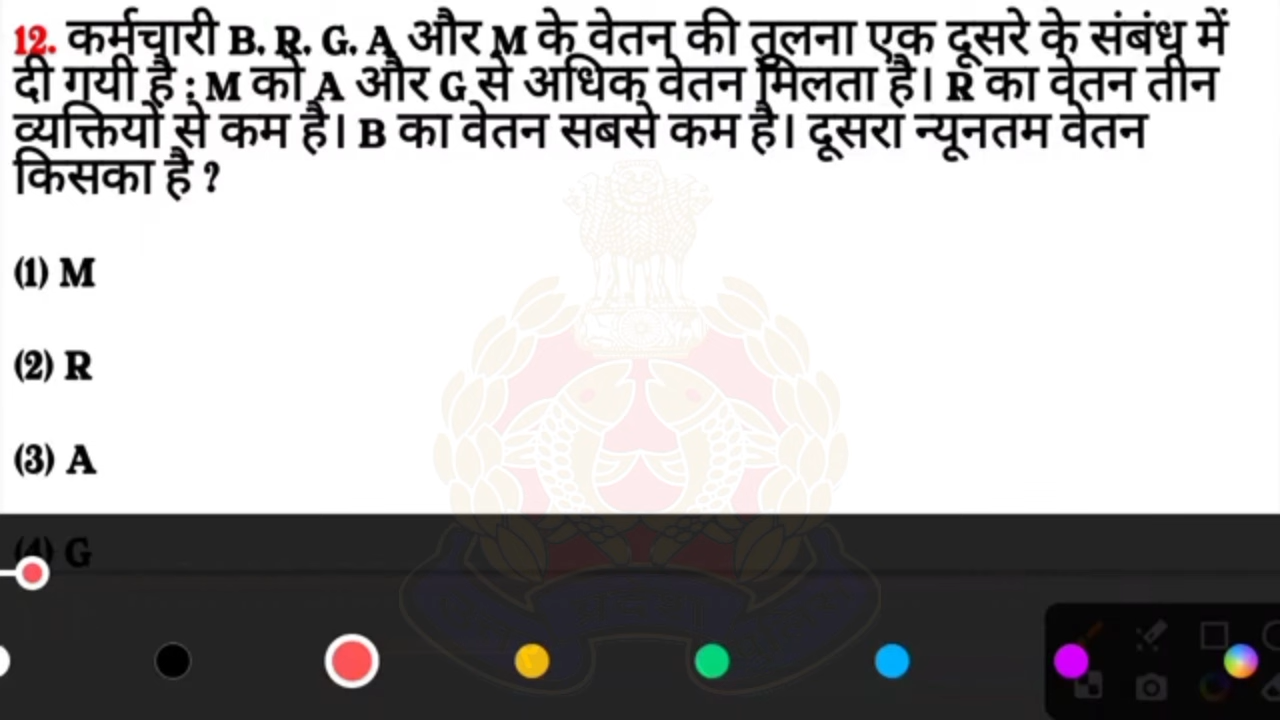 12. कर्मचारी B. R. G. A और M के वेतन की तुलना एक दूसरे के संबंध में
दी गयी है : M को A और G से अधिक वेतन मिलता है। R का वेतन तीन
व्यक्तियों से कम है। B का वेतन सबसे कम है। दूसरा न्यूनतम वेतन
किसका है ?
(1) M
(2) R
(3) A
(4) G